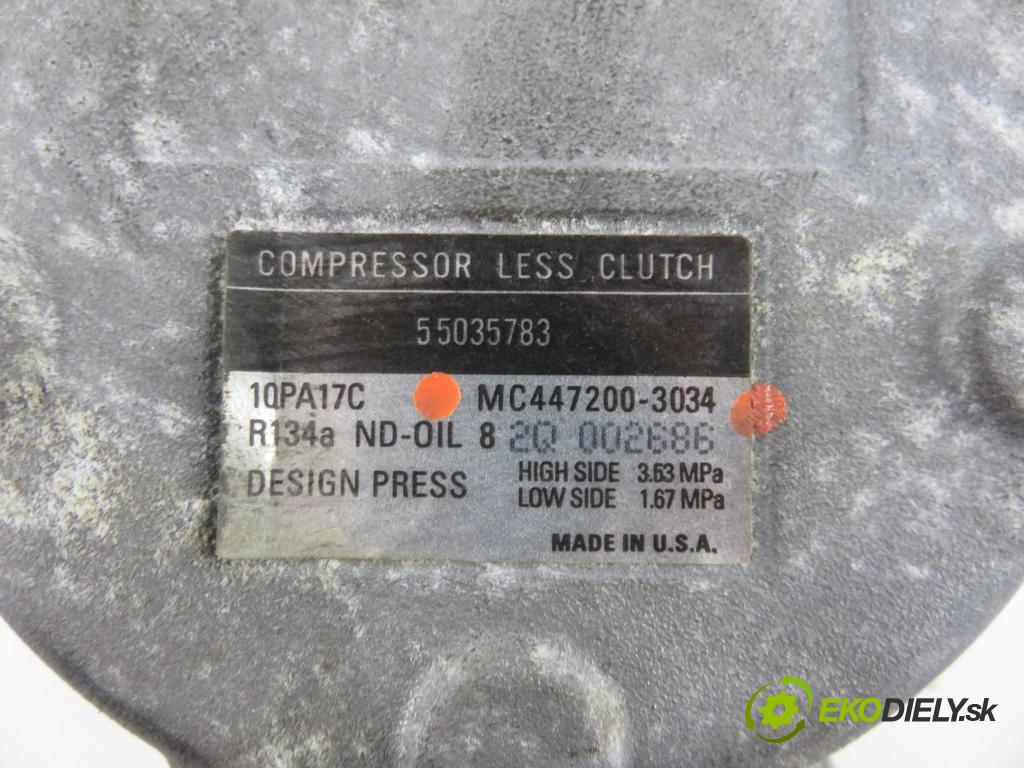 COMPRESSOR LESS CLUTCH
55035783
10PA17C MC447200-3034
R134a ND-OIL 8 2Q 002686
DESIGN PRESS HIGH SIDE 3.53 MPa
LOW SIDE 1.67 MPa
MADE IN U.S.A.
EKODIELY.sk